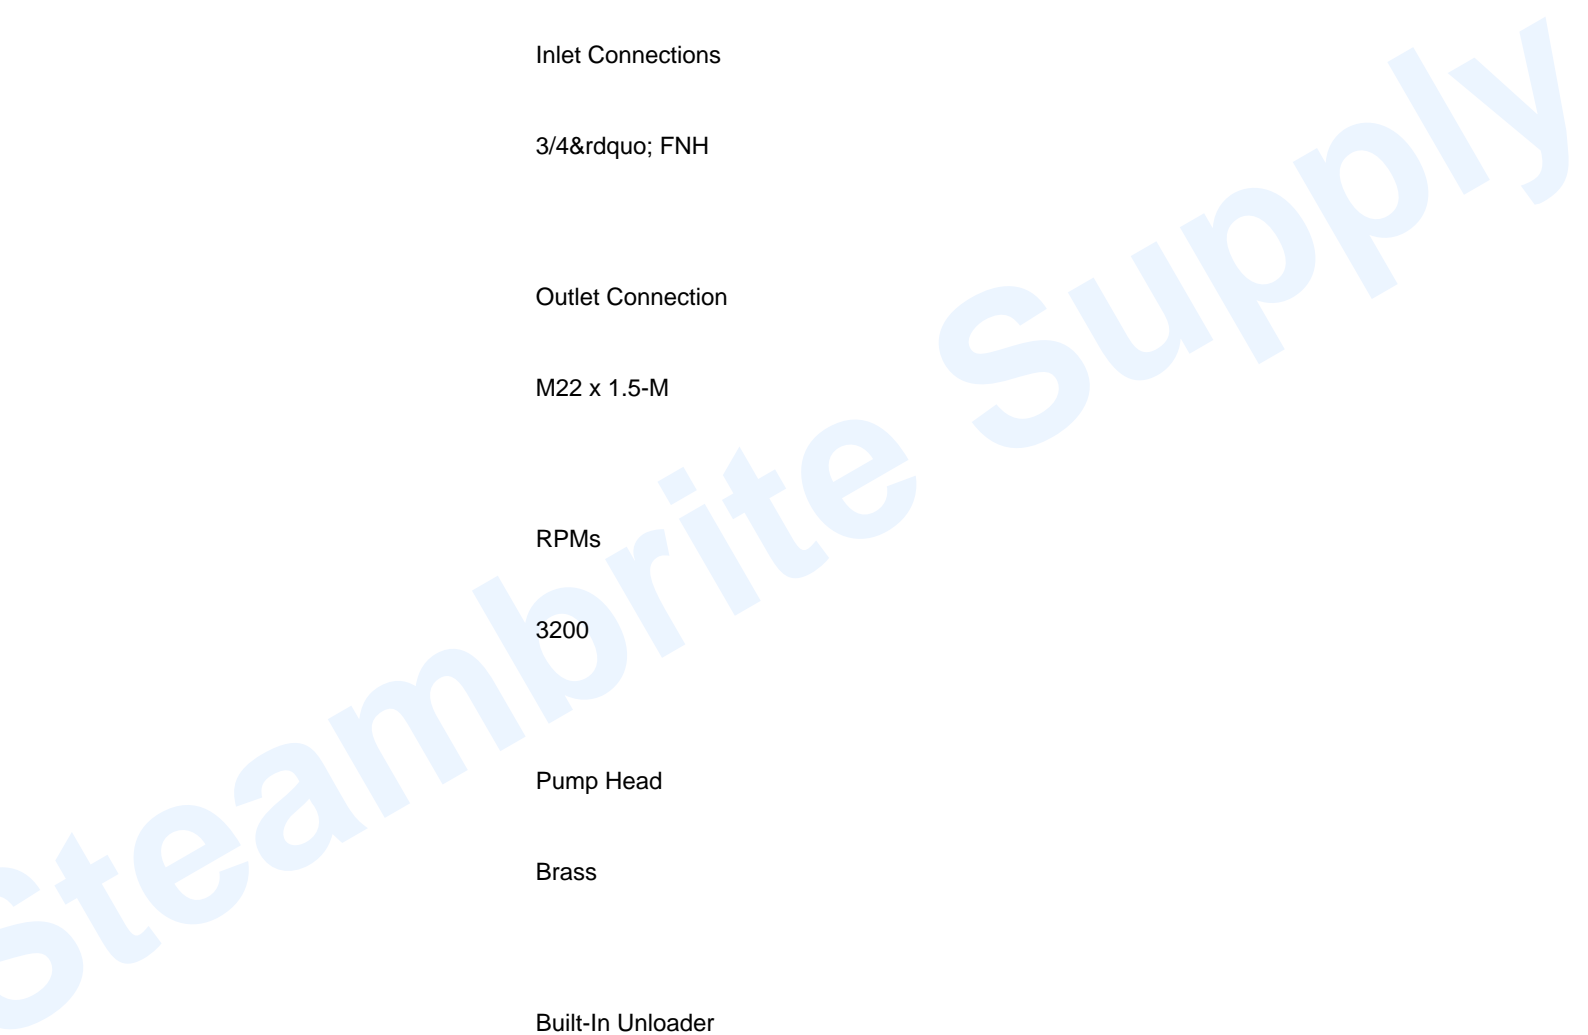 Inlet Connections
3/4&rdquo; FNH
Outlet Connection
M22 x 1.5-M
RPMs
3200
Pump Head
Brass
Built-In Unloader
Steambrite Supply